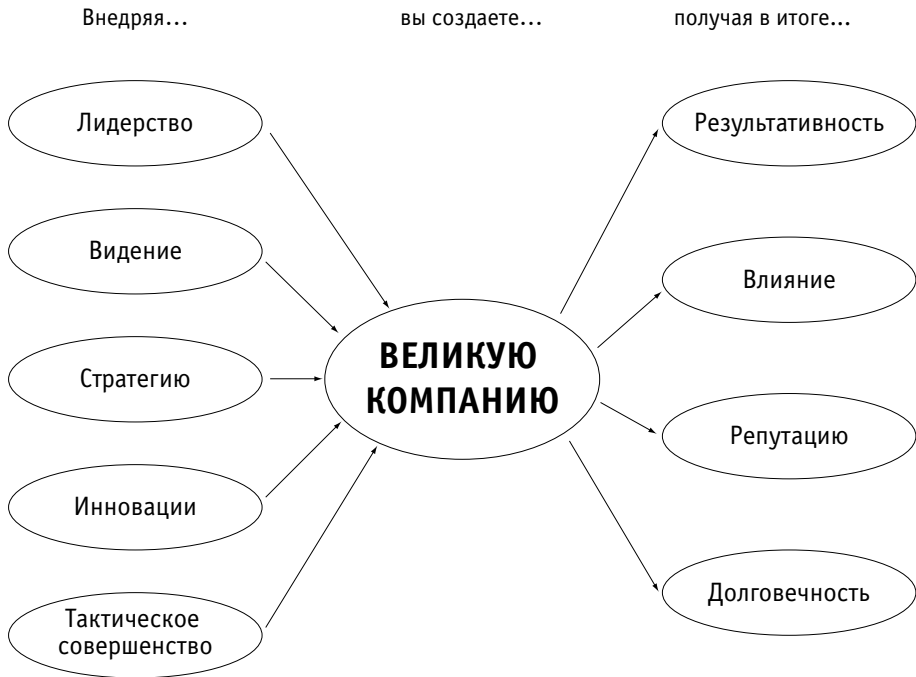 Внедряя...
вы создаете...
получая в итоге...
Лидерство
Видение
Стратегию
Инновации
Тактическое
совершенство
ВЕЛИКУЮ
КОМПАНИЮ
Результативность
Влияние
Репутацию
Долговечность